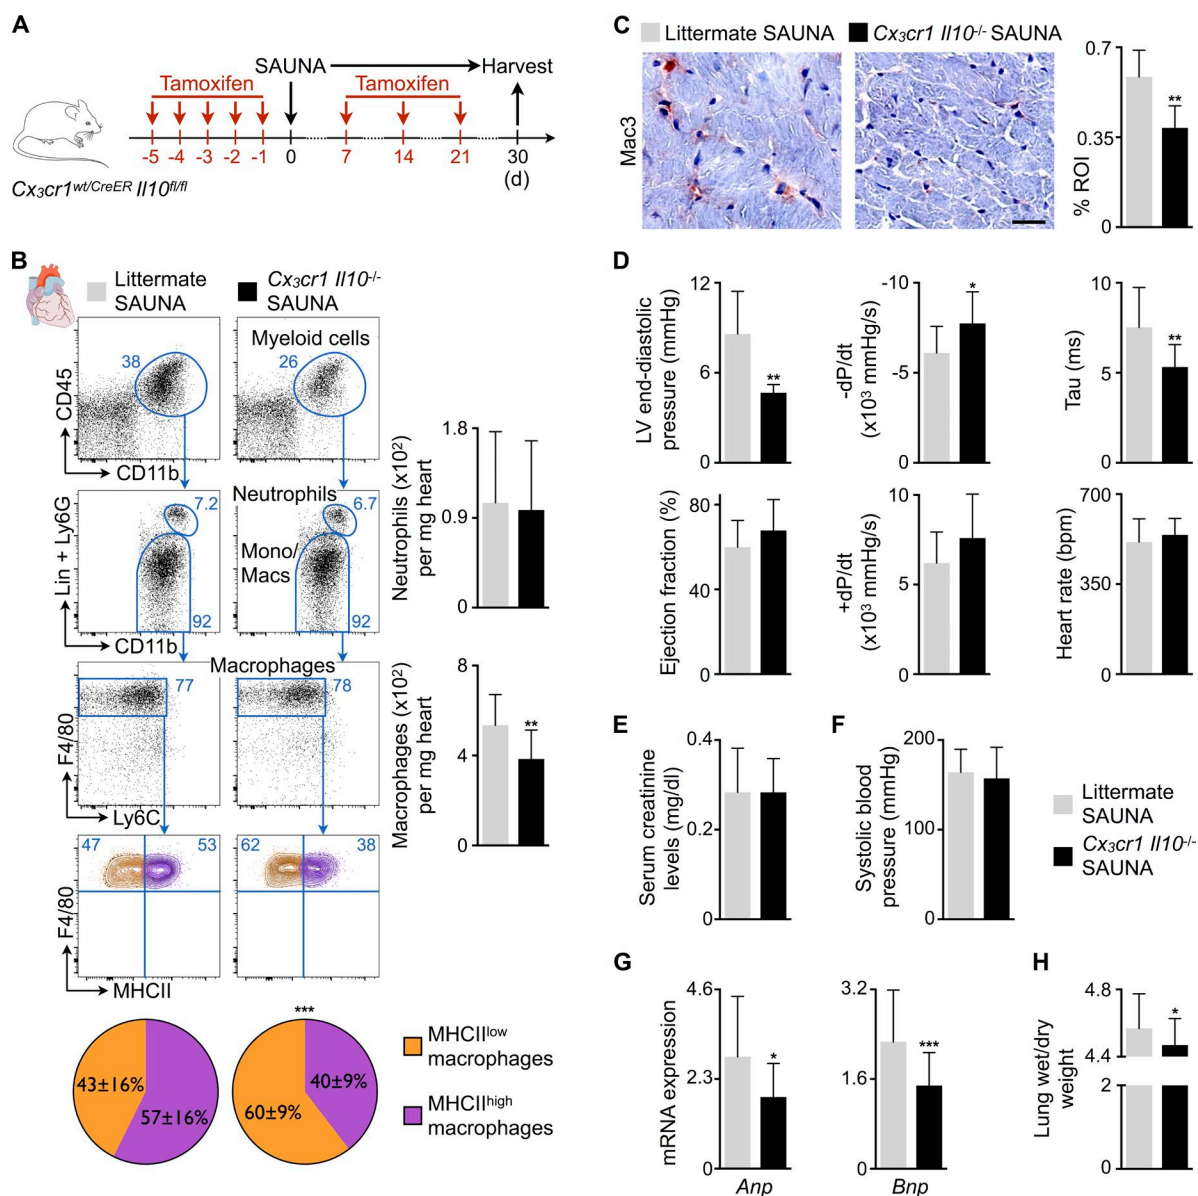 A
SAUNA
Harvest
Tamoxifen
Tamoxifen
-5 -4 -3 -2 -1 0 7 14 21 30
(d)
Cx₃cr1ʷᵗ/CreER Il10fl/fl
B
Littermate
SAUNA
Cx₃cr1 Il10-/-
SAUNA
Myeloid cells
38
26
CD45
CD11b
Neutrophils
7.2
6.7
Mono/
Macs
92
92
Lin + Ly6G
CD11b
Macrophages
77
78
F4/80
Ly6C
47 53
62 38
F4/80
MHCII
Neutrophils (x10²)
per mg heart
1.8
0.9
0
Macrophages (x10²)
per mg heart
8
4
0
**
***
43±16%
57±16%
40±9%
60±9%
MHCIIlow
macrophages
MHCIIhigh
macrophages
C
Littermate SAUNA
Cx₃cr1 Il10-/- SAUNA
Mac3
% ROI
0.7
0.35
0
**
D
LV end-diastolic
pressure (mmHg)
12
6
0
**
-dP/dt
(x10³ mmHg/s)
-10
-5
0
*
Tau (ms)
10
5
0
**
Ejection fraction (%)
80
40
0
+dP/dt
(x10³ mmHg/s)
10
5
0
Heart rate (bpm)
700
350
0
E
Serum creatinine
levels (mg/dl)
0.4
0.2
0
F
Systolic blood
pressure (mmHg)
200
100
0
Littermate
SAUNA
Cx₃cr1 Il10-/-
SAUNA
G
mRNA expression
4.6
2.3
0
*
Anp
3.2
1.6
0
***
Bnp
H
Lung wet/dry
weight
4.8
4.4
2
0
*